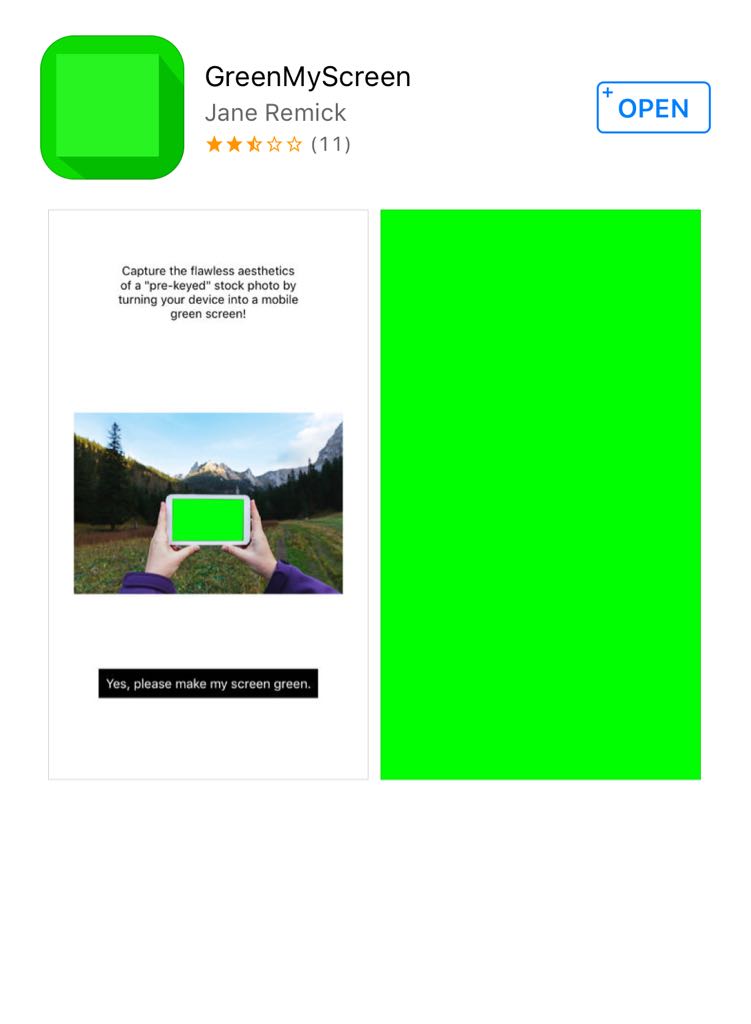 GreenMyScreen
Jane Remick
(11)
+ OPEN
Capture the flawless aesthetics
of a "pre-keyed" stock photo by
turning your device into a mobile
green screen!
Yes, please make my screen green.